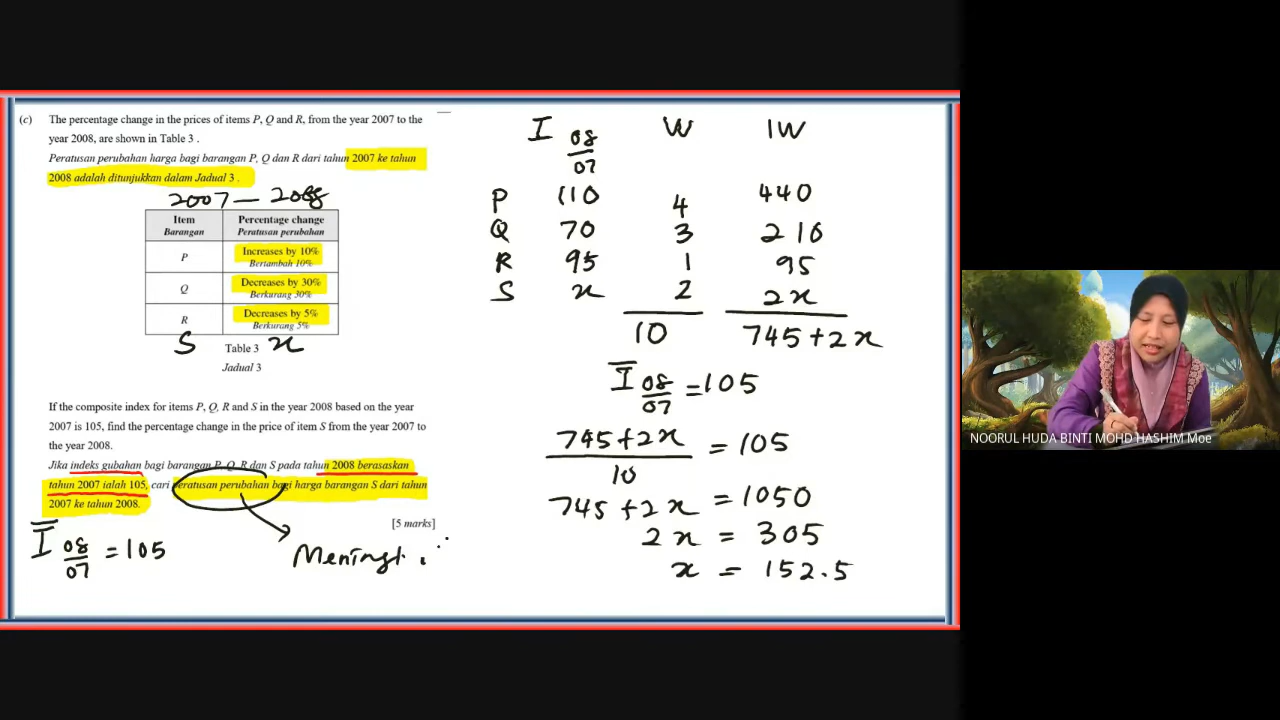 (c) The percentage change in the prices of items P, Q and R, from the year 2007 to the
year 2008, are shown in Table 3 .
Peratusan perubahan harga bagi barangan P, Q dan R dari tahun 2007 ke tahun
2008 adalah ditunjukkan dalam Jadual 3 .
2007 — 2008
Item Percentage change
Barangan Peratusan perubahan
P Increases by 10%
Bertambah 10%
Q Decreases by 30%
Berkurang 30%
R Decreases by 5%
Berkurang 5%
S Table 3 x
Jadual 3
If the composite index for items P, Q, R and S in the year 2008 based on the year
2007 is 105, find the percentage change in the price of item S from the year 2007 to
the year 2008.
Jika indeks gubahan bagi barangan P, Q, R dan S pada tahun 2008 berasaskan
tahun 2007 ialah 105, cari peratusan perubahan bagi harga barangan S dari tahun
2007 ke tahun 2008.
[5 marks]
I 08/07 = 105
I 08/07 W IW
P 110 4 440
Q 70 3 210
R 95 1 95
S x 2 2x
10 745 + 2x
I 08/07 = 105
745 + 2x / 10 = 105
745 + 2x = 1050
2x = 305
x = 152.5
NOORUL HUDA BINTI MOHD HASHIM Moe